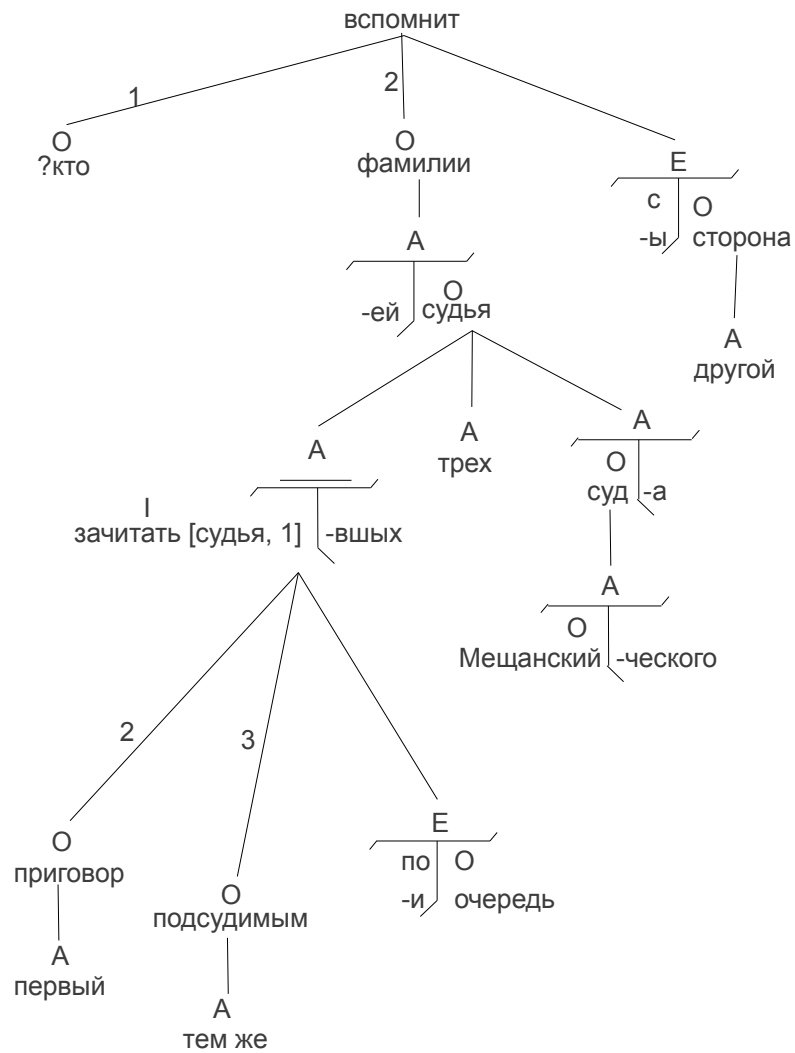 вспомнит
1
2
О
?кто
О
фамилии
Е
с
О
-ы
сторона
А
-ей
О
судья
А
другой
А
А
трех
А
О
суд
-а
I
зачитать [судья, 1]
-вшых
А
О
Мещанский
-ческого
2
3
О
приговор
О
подсудимым
Е
по
О
-и
очередь
А
первый
А
тем же